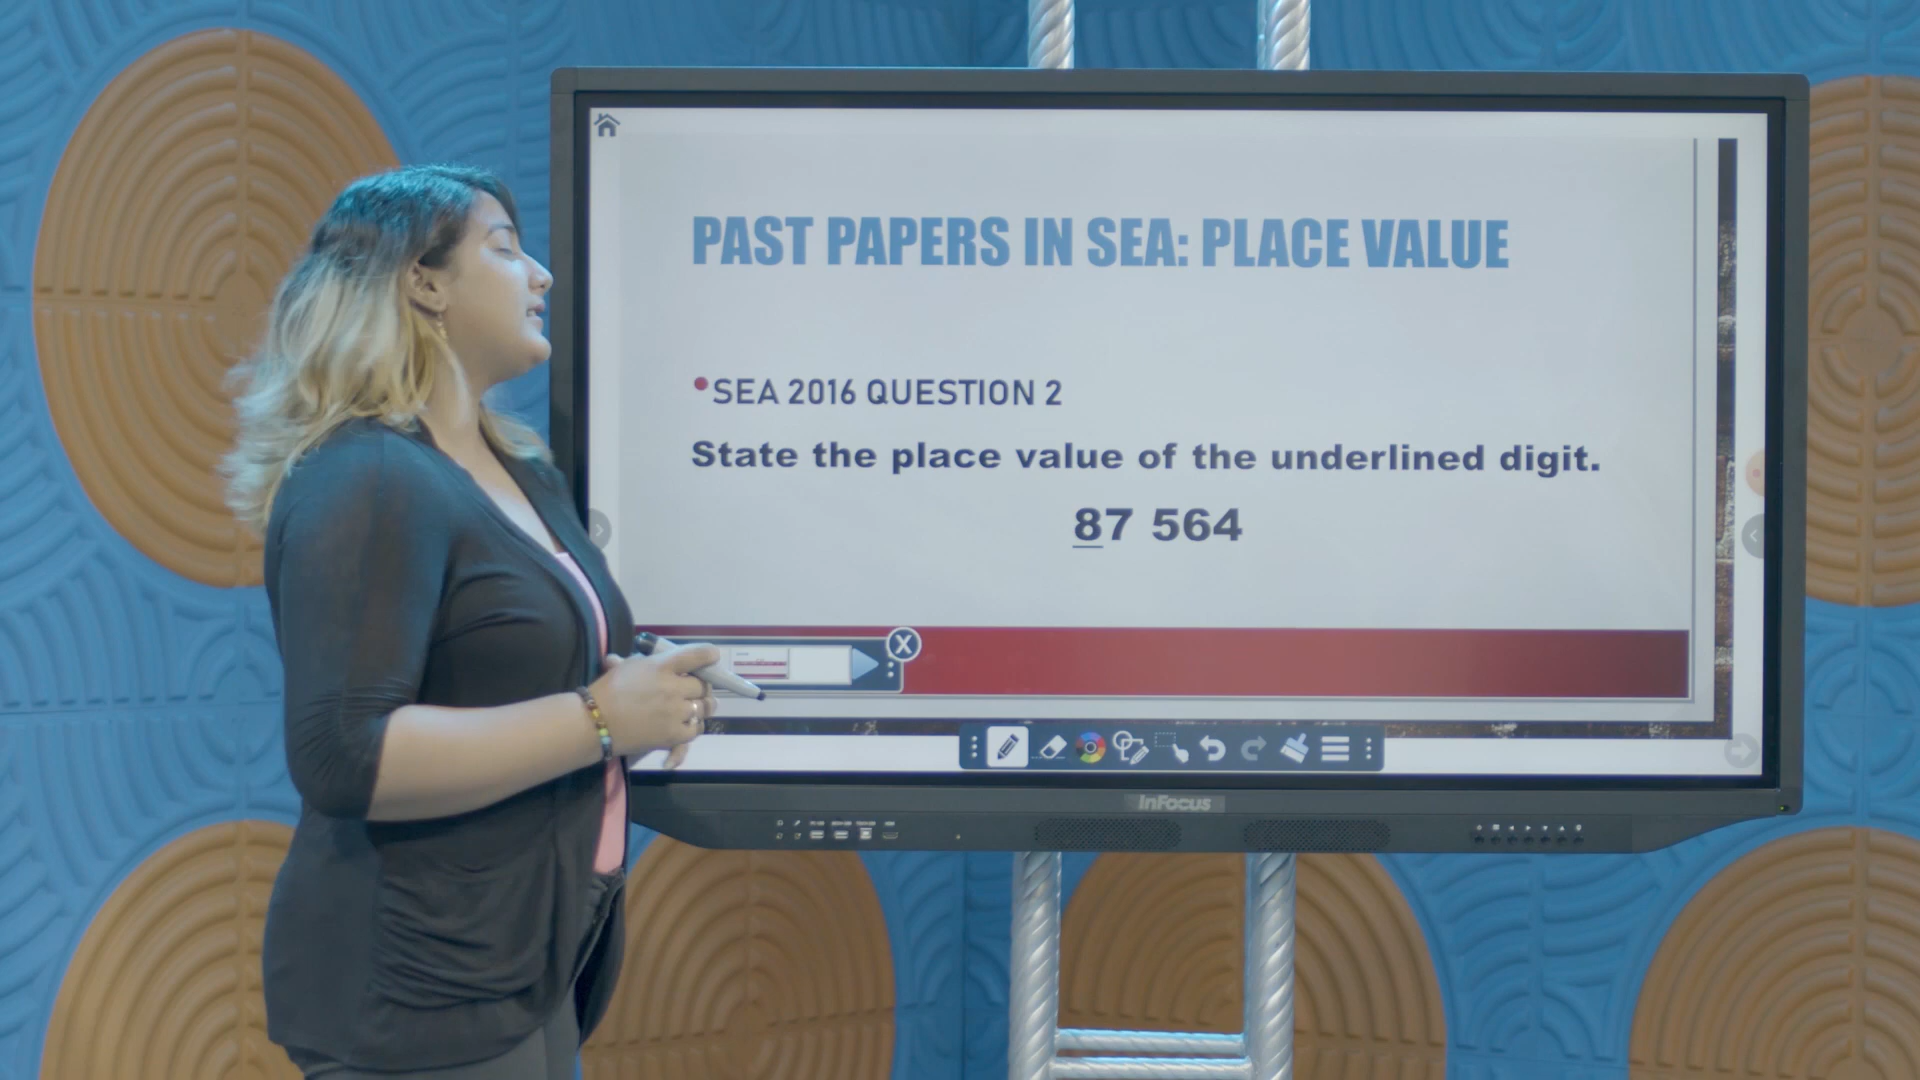 PAST PAPERS IN SEA: PLACE VALUE
•SEA 2016 QUESTION 2
State the place value of the underlined digit.
87 564
X
InFocus